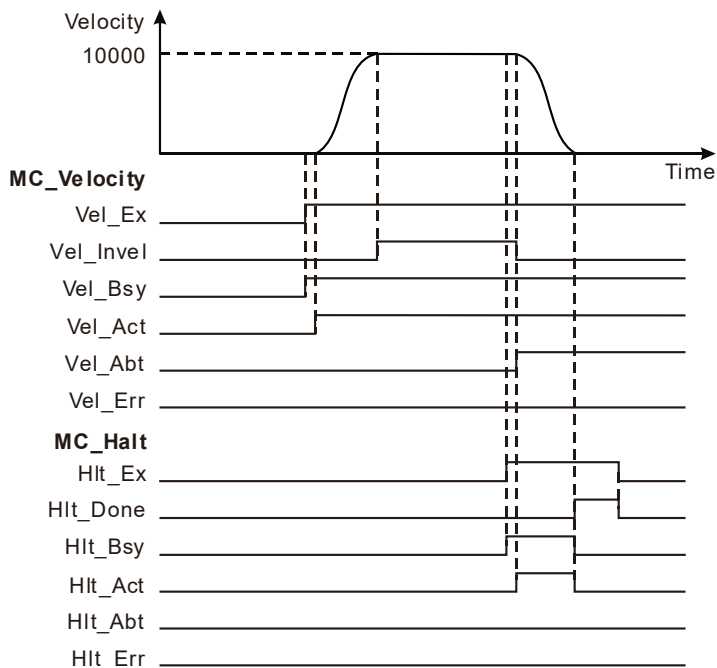 Velocity
10000
Time
MC_Velocity
Vel_Ex
Vel_Invel
Vel_Bsy
Vel_Act
Vel_Abt
Vel_Err
MC_Halt
Hlt_Ex
Hlt_Done
Hlt_Bsy
Hlt_Act
Hlt_Abt
Hlt_Err